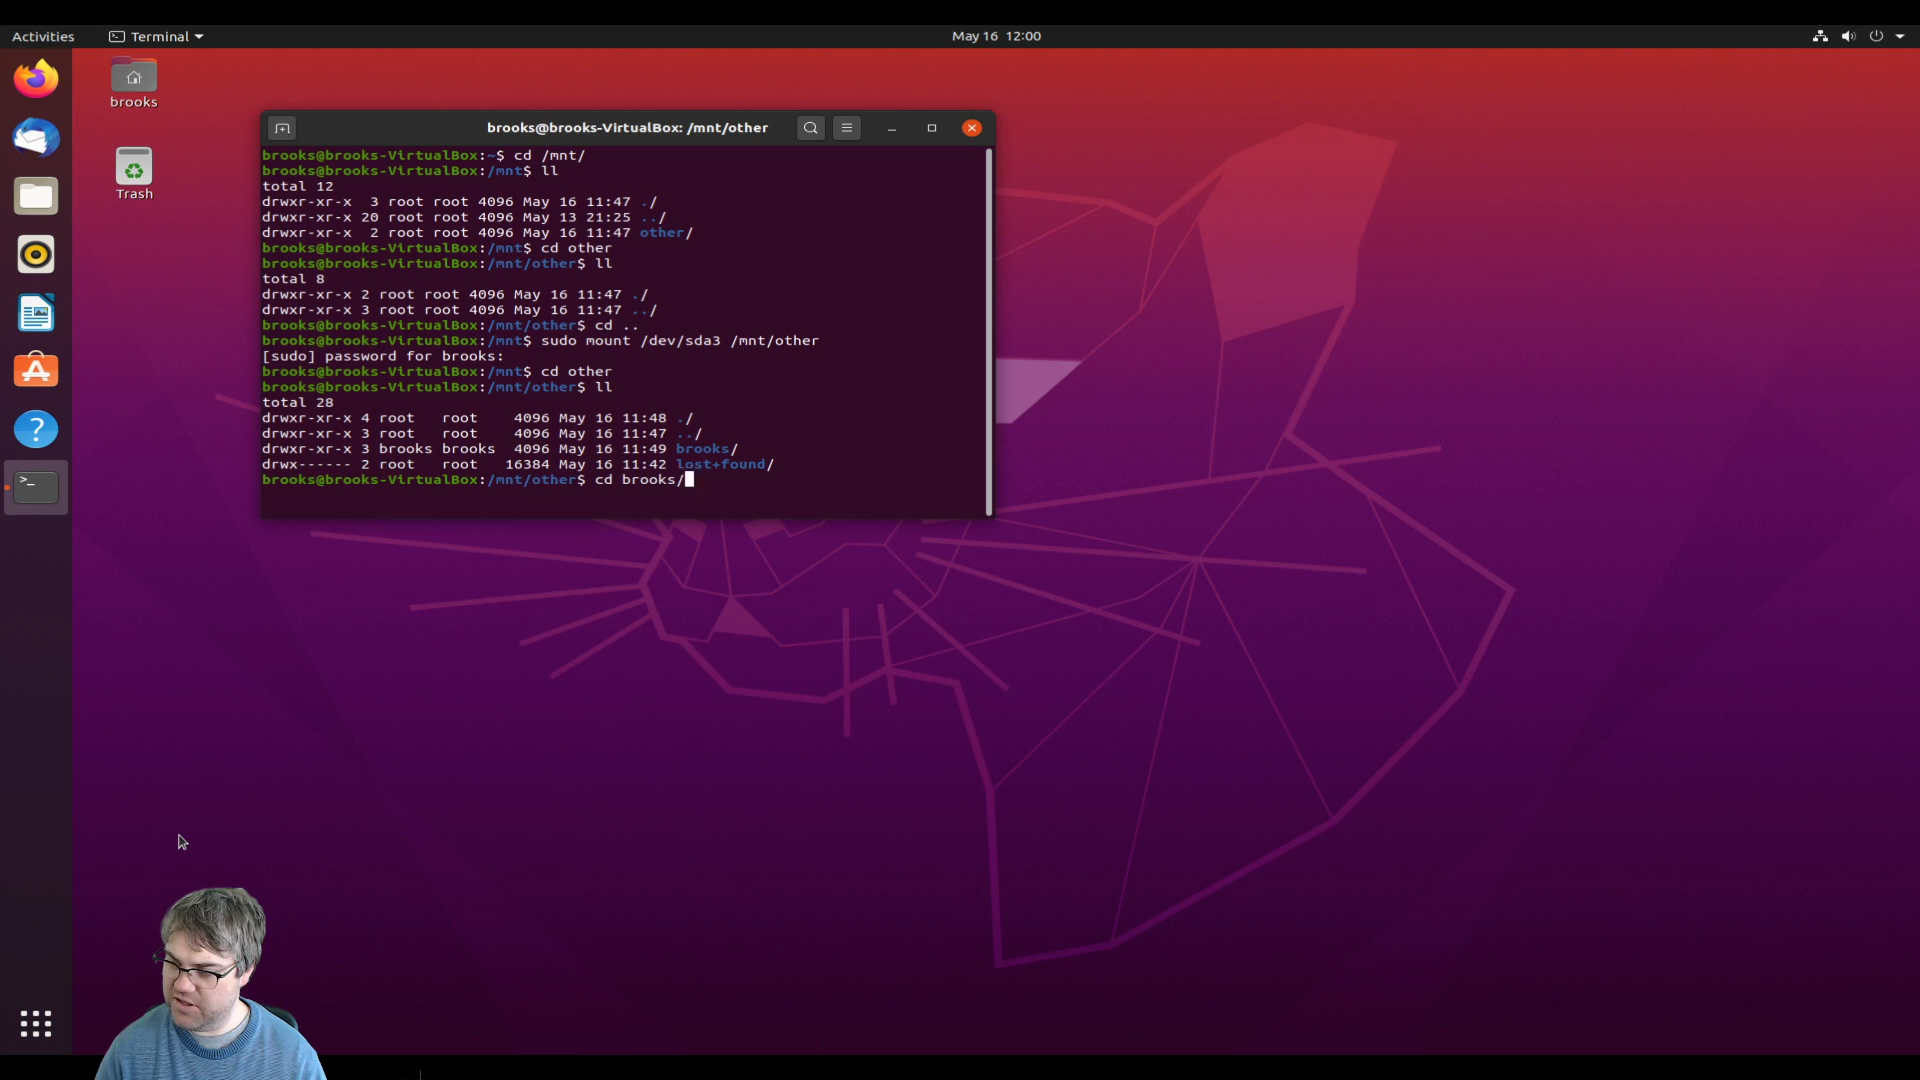 Activities
Terminal
May 16 12:00
brooks
Trash
brooks@brooks-VirtualBox: /mnt/other
brooks@brooks-VirtualBox:~$ cd /mnt/
brooks@brooks-VirtualBox:/mnt$ ll
total 12
drwxr-xr-x  3 root root 4096 May 16 11:47 ./
drwxr-xr-x 20 root root 4096 May 13 21:25 ../
drwxr-xr-x  2 root root 4096 May 16 11:47 other/
brooks@brooks-VirtualBox:/mnt$ cd other
brooks@brooks-VirtualBox:/mnt/other$ ll
total 8
drwxr-xr-x 2 root root 4096 May 16 11:47 ./
drwxr-xr-x 3 root root 4096 May 16 11:47 ../
brooks@brooks-VirtualBox:/mnt/other$ cd ..
brooks@brooks-VirtualBox:/mnt$ sudo mount /dev/sda3 /mnt/other
[sudo] password for brooks:
brooks@brooks-VirtualBox:/mnt$ cd other
brooks@brooks-VirtualBox:/mnt/other$ ll
total 28
drwxr-xr-x 4 root   root    4096 May 16 11:48 ./
drwxr-xr-x 3 root   root    4096 May 16 11:47 ../
drwxr-xr-x 3 brooks brooks  4096 May 16 11:49 brooks/
drwx------ 2 root   root   16384 May 16 11:42 lost+found/
brooks@brooks-VirtualBox:/mnt/other$ cd brooks/